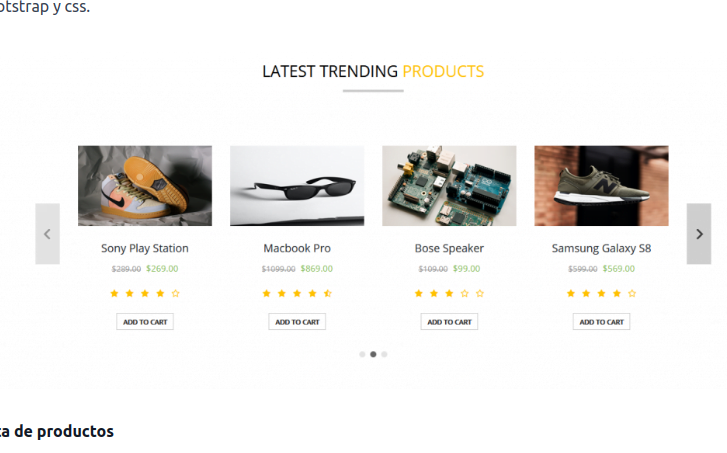 otstrap y css.
LATEST TRENDING PRODUCTS
Sony Play Station
$289.00 $269.00
ADD TO CART
Macbook Pro
$1099.00 $869.00
ADD TO CART
Bose Speaker
$109.00 $99.00
ADD TO CART
Samsung Galaxy S8
$599.00 $569.00
ADD TO CART
ta de productos